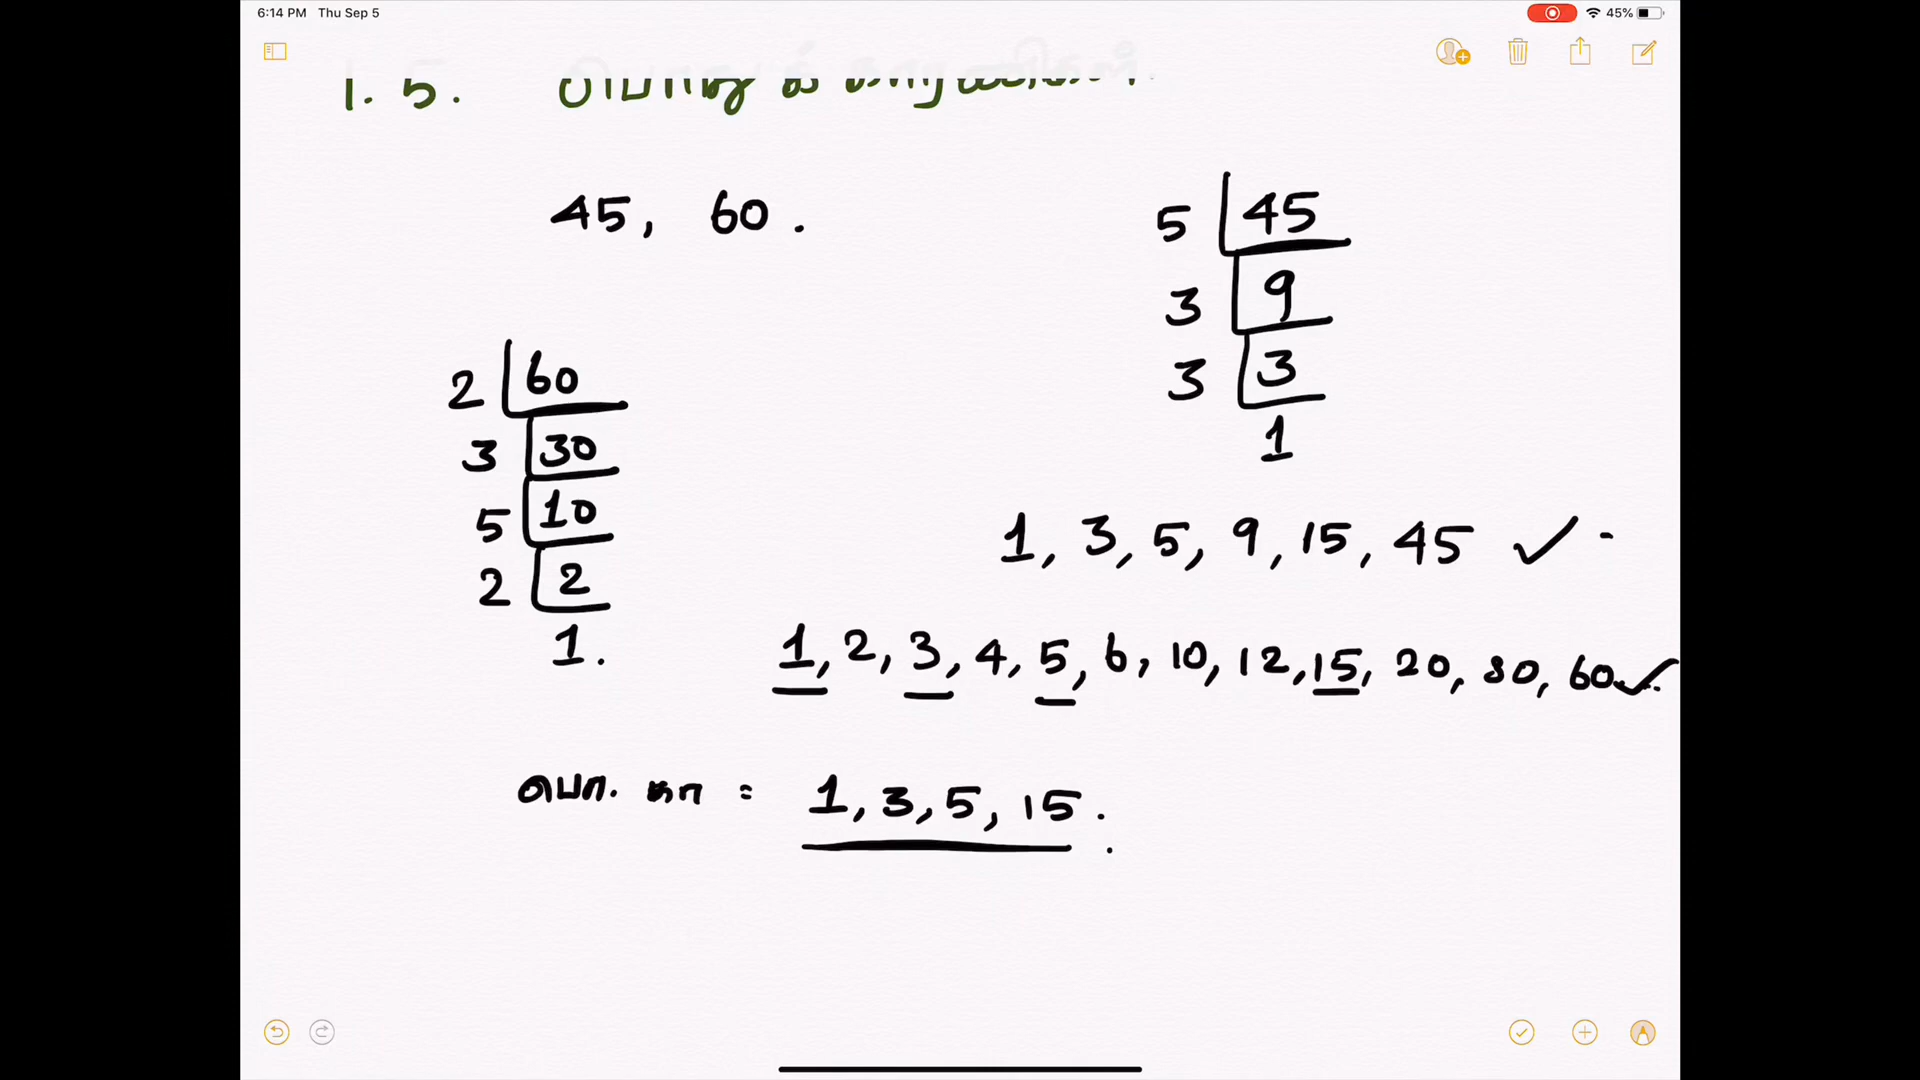 6:14 PM Thu Sep 5
45%
1. 5. பொதுக் காரணிகள்.
45, 60.
5 45
3 9
3 3
1
2 60
3 30
5 10
2 2
1.
1, 3, 5, 9, 15, 45 ✓
1, 2, 3, 4, 5, 6, 10, 12, 15, 20, 30, 60 ✓
பொ. கா = 1, 3, 5, 15.